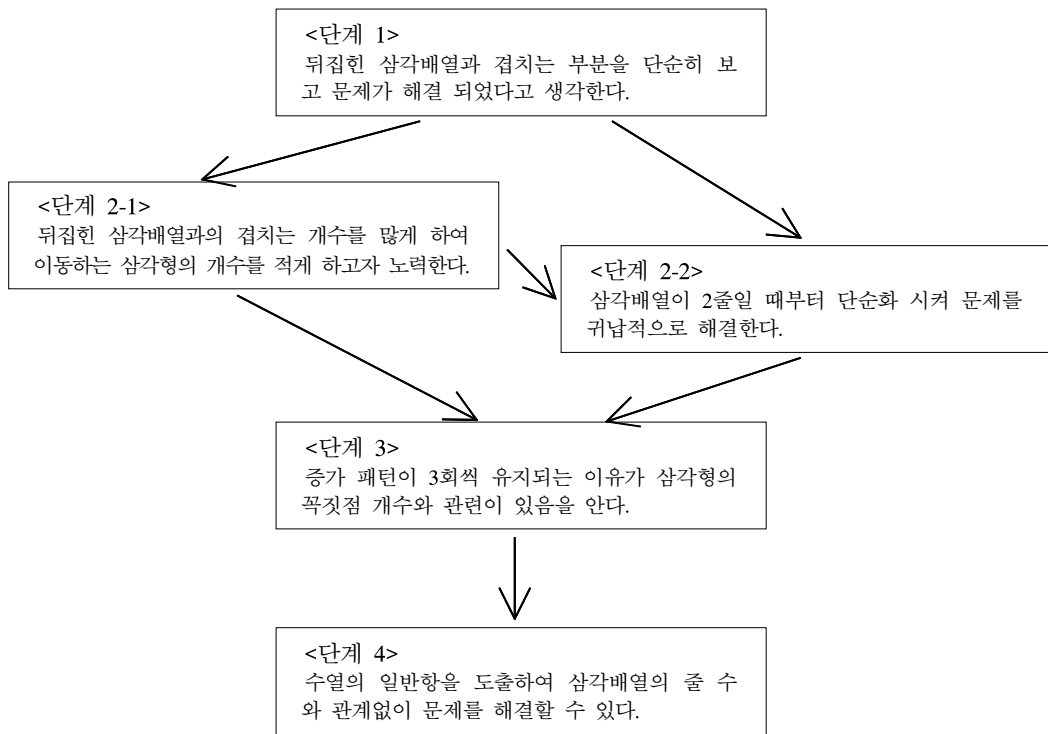 <단계 1>
뒤집힌 삼각배열과 겹치는 부분을 단순히 보
고 문제가 해결 되었다고 생각한다.
<단계 2-1>
뒤집힌 삼각배열과의 겹치는 개수를 많게 하여
이동하는 삼각형의 개수를 적게 하고자 노력한다.
<단계 2-2>
삼각배열이 2줄일 때부터 단순화 시켜 문제를
귀납적으로 해결한다.
<단계 3>
증가 패턴이 3회씩 유지되는 이유가 삼각형의
꼭짓점 개수와 관련이 있음을 안다.
<단계 4>
수열의 일반항을 도출하여 삼각배열의 줄 수
와 관계없이 문제를 해결할 수 있다.